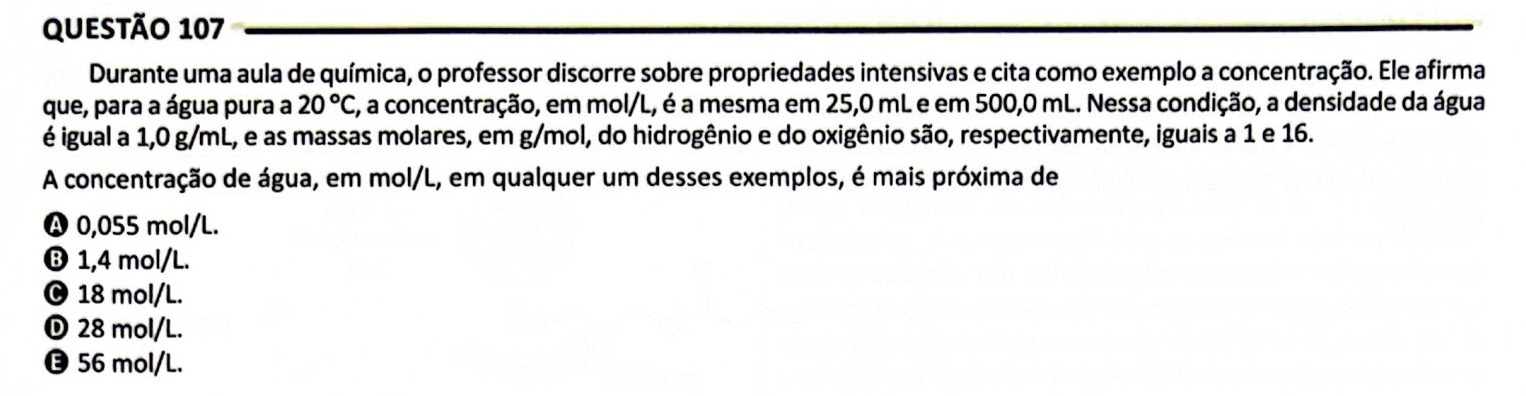 QUESTÃO 107
Durante uma aula de química, o professor discorre sobre propriedades intensivas e cita como exemplo a concentração. Ele afirma
que, para a água pura a 20 °C, a concentração, em mol/L, é a mesma em 25,0 mL e em 500,0 mL. Nessa condição, a densidade da água
é igual a 1,0 g/mL, e as massas molares, em g/mol, do hidrogênio e do oxigênio são, respectivamente, iguais a 1 e 16.
A concentração de água, em mol/L, em qualquer um desses exemplos, é mais próxima de
A 0,055 mol/L.
B 1,4 mol/L.
C 18 mol/L.
D 28 mol/L.
E 56 mol/L.